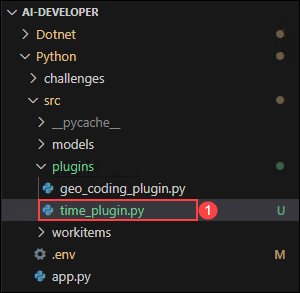 AI-DEVELOPER
Dotnet
Python
challenges
src
__pycache__
models
plugins
geo_coding_plugin.py
time_plugin.py 1 U
workitems
.env M
app.py